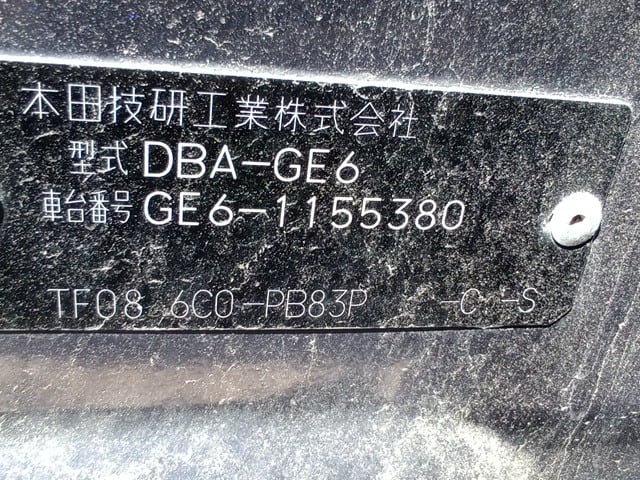 本田技研工業株式会社
型式 DBA-GE6
車台番号 GE6-1155380
TF08 6C0-PB83P -C -S